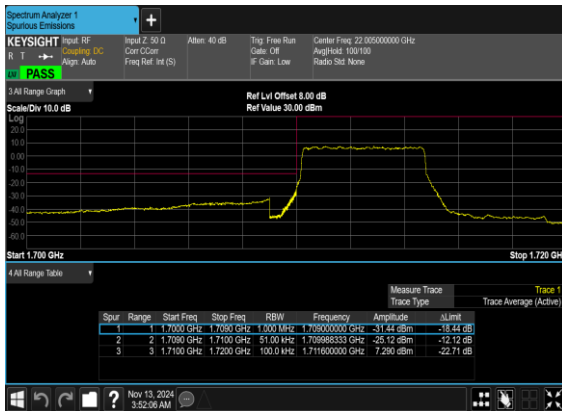 Spectrum Analyzer 1
Spurious Emissions
KEYSIGHT
R T
LXI
PASS
Input: RF
Coupling: DC
Align: Auto
Input Z: 50 Ω
Corr CCorr
Freq Ref: Int (S)
Atten: 40 dB
Trig: Free Run
Gate: Off
IF Gain: Low
Center Freq: 22.005000000 GHz
Avg|Hold: 100/100
Radio Std: None
3 All Range Graph
Scale/Div 10.0 dB
Ref Lvl Offset 8.00 dB
Ref Value 30.00 dBm
Log
20.0
10.0
0.00
-10.0
-20.0
-30.0
-40.0
-50.0
-60.0
Start 1.700 GHz
Stop 1.720 GH
4 All Range Table
Measure Trace Trace 1
Trace Type Trace Average (Active)
Spur Range Start Freq Stop Freq RBW Frequency Amplitude ΔLimit
1 1 1.7000 GHz 1.7090 GHz 1.000 MHz 1.709000000 GHz -31.44 dBm -18.44 dB
2 2 1.7090 GHz 1.7100 GHz 51.00 kHz 1.709988333 GHz -25.12 dBm -12.12 dB
3 3 1.7100 GHz 1.7200 GHz 100.0 kHz 1.711600000 GHz 7.290 dBm -22.71 dB
Nov 13, 2024
3:52:06 AM